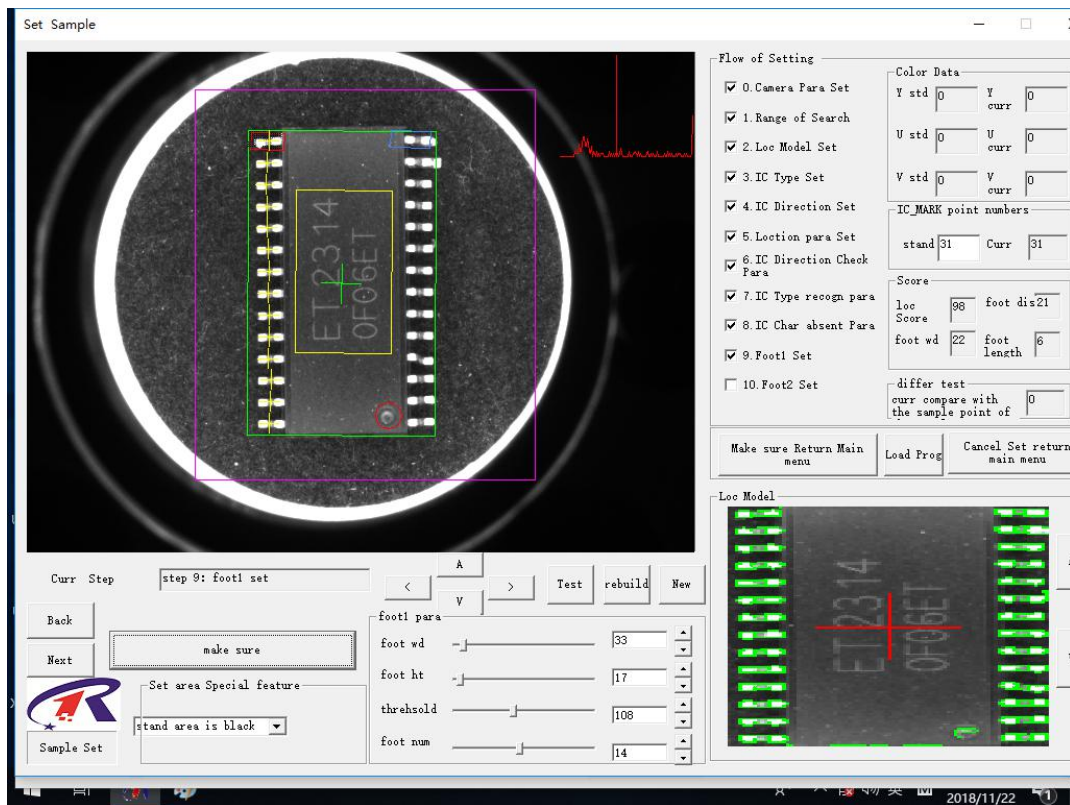 Set Sample
ET2314
0F06ET
Flow of Setting
0.Camera Para Set
1.Range of Search
2.Loc Model Set
3.IC Type Set
4.IC Direction Set
5.Loction para Set
6.IC Direction Check
Para
7.IC Type recogn para
8.IC Char absent Para
9.Foot1 Set
10.Foot2 Set
Color Data
Y std 0 Y curr 0
U std 0 U curr 0
V std 0 V curr 0
IC_MARK point numbers
stand 31 Curr 31
Score
loc Score 98 foot dis 21
foot wd 22 foot length 6
differ test
curr compare with
the sample point of
0
Make sure Return Main
menu
Load Prog
Cancel Set return
main menu
Loc Model
ET2314
0F06ET
Curr Step step 9: foot1 set
< A V > Test rebuild New
Back
Next
make sure
Set area Special feature
stand area is black
Sample Set
foot1 para
foot wd 33
foot ht 17
threhsold 108
foot num 14
英
2018/11/22
1